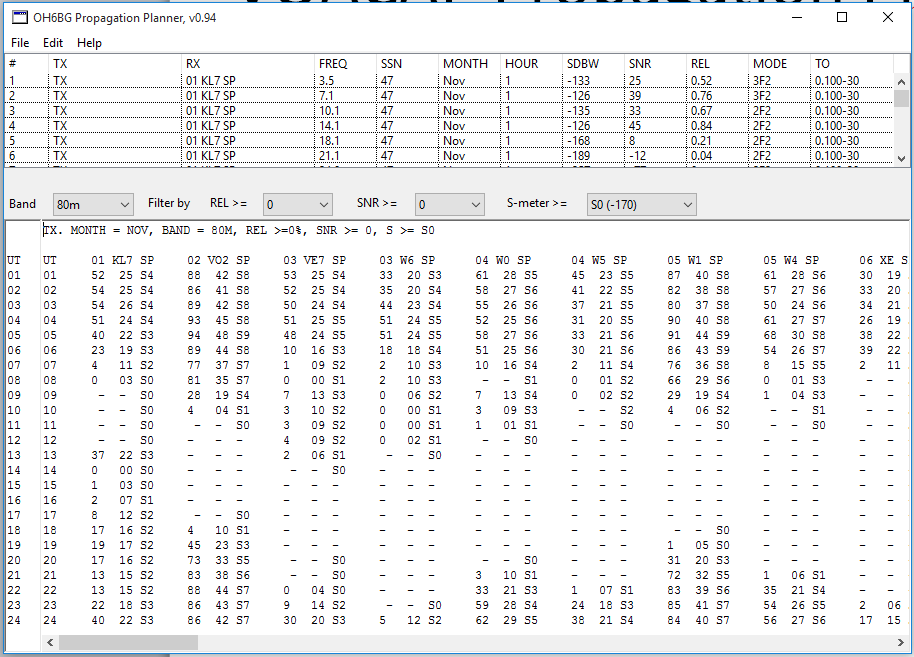 OH6BG Propagation Planner, v0.94
File Edit Help
# TX RX FREQ SSN MONTH HOUR SDBW SNR REL MODE TO
1 TX 01 KL7 SP 3.5 47 Nov 1 -133 25 0.52 3F2 0.100-30
2 TX 01 KL7 SP 7.1 47 Nov 1 -126 39 0.76 3F2 0.100-30
3 TX 01 KL7 SP 10.1 47 Nov 1 -135 33 0.67 2F2 0.100-30
4 TX 01 KL7 SP 14.1 47 Nov 1 -126 45 0.84 2F2 0.100-30
5 TX 01 KL7 SP 18.1 47 Nov 1 -168 8 0.21 2F2 0.100-30
6 TX 01 KL7 SP 21.1 47 Nov 1 -189 -12 0.04 2F2 0.100-30
Band 80m Filter by REL >= 0 SNR >= 0 S-meter >= S0 (-170)
TX. MONTH = NOV, BAND = 80M, REL >=0%, SNR >= 0, S >= S0
UT UT 01 KL7 SP 02 VO2 SP 03 VE7 SP 03 W6 SP 04 W0 SP 04 W5 SP 05 W1 SP 05 W4 SP 06 XE S
01 01 52 25 S4 88 42 S8 53 25 S4 33 20 S3 61 28 S5 45 23 S5 87 40 S8 61 28 S6 30 19
02 02 54 25 S4 86 41 S8 52 25 S4 35 20 S4 58 27 S6 41 22 S5 82 38 S8 57 27 S6 33 20
03 03 54 26 S4 89 42 S8 50 24 S4 44 23 S4 55 26 S6 37 21 S5 80 37 S8 50 24 S6 34 21
04 04 51 24 S4 93 45 S8 51 25 S5 51 24 S5 52 25 S6 31 20 S5 90 40 S8 61 27 S7 26 19
05 05 40 22 S3 94 48 S9 48 24 S5 51 24 S5 58 27 S6 33 21 S6 91 44 S9 68 30 S8 38 22
06 06 23 19 S3 89 44 S8 10 16 S3 18 18 S4 51 25 S6 30 21 S6 86 43 S9 54 26 S7 39 22
07 07 4 11 S2 77 37 S7 1 09 S2 2 10 S3 10 16 S4 2 11 S4 76 36 S8 8 15 S5 2 11
08 08 0 03 S0 81 35 S7 0 00 S1 2 10 S3 - - S1 0 01 S2 66 29 S6 0 01 S3 - -
09 09 - - S0 28 19 S4 7 13 S3 0 06 S2 7 13 S4 0 02 S2 29 19 S4 1 04 S3 - -
10 10 - - S0 4 04 S1 3 10 S2 0 00 S1 3 09 S3 - - S2 4 06 S2 - - S1 - -
11 11 - - S0 - - S0 3 09 S2 0 00 S1 1 01 S1 - - S0 - - S0 - - S0 - -
12 12 - - S0 - - - 4 09 S2 0 02 S1 - - S0 - - - - - - - - - - -
13 13 37 22 S3 - - - 2 06 S1 - - S0 - - - - - - - - - - - - - -
14 14 0 00 S0 - - - - - S0 - - - - - - - - - - - - - - - - -
15 15 1 03 S0 - - - - - - - - - - - - - - - - - - - - - - -
16 16 2 07 S1 - - - - - - - - - - - - - - - - - - - - - - -
17 17 8 12 S2 - - S0 - - - - - - - - - - - - - - - - - - - -
18 18 17 16 S2 4 10 S1 - - - - - - - - - - - - - - S0 - - - - -
19 19 19 17 S2 45 23 S3 - - - - - - - - - - - - 1 05 S0 - - - - -
20 20 17 16 S2 73 33 S5 - - S0 - - - - - S0 - - - 31 20 S3 - - - - -
21 21 13 15 S2 83 38 S6 - - S0 - - - 3 10 S1 - - - 72 32 S5 1 06 S1 - -
22 22 13 15 S2 88 44 S7 0 04 S0 - - - 33 21 S3 1 07 S1 83 39 S6 35 21 S4 - -
23 23 22 18 S3 86 43 S7 9 14 S2 - - S0 59 28 S4 24 18 S3 85 41 S7 54 26 S5 2 06
24 24 40 22 S3 86 42 S7 30 20 S3 5 12 S2 62 29 S5 38 21 S4 84 40 S7 56 27 S6 17 15